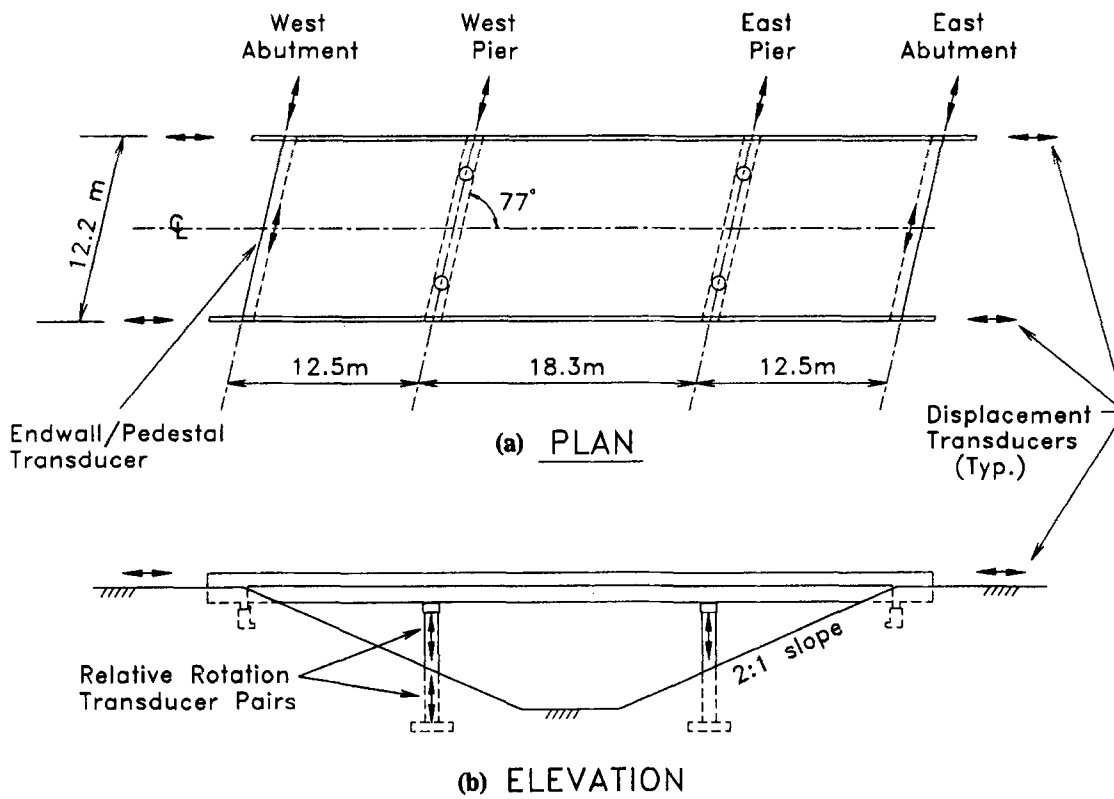 West
Abutment
West
Pier
East
Pier
East
Abutment
12.2 m
℄
77°
12.5m
18.3m
12.5m
Endwall/Pedestal
Transducer
(a) PLAN
Displacement
Transducers
(Typ.)
Relative Rotation
Transducer Pairs
2:1 slope
(b) ELEVATION